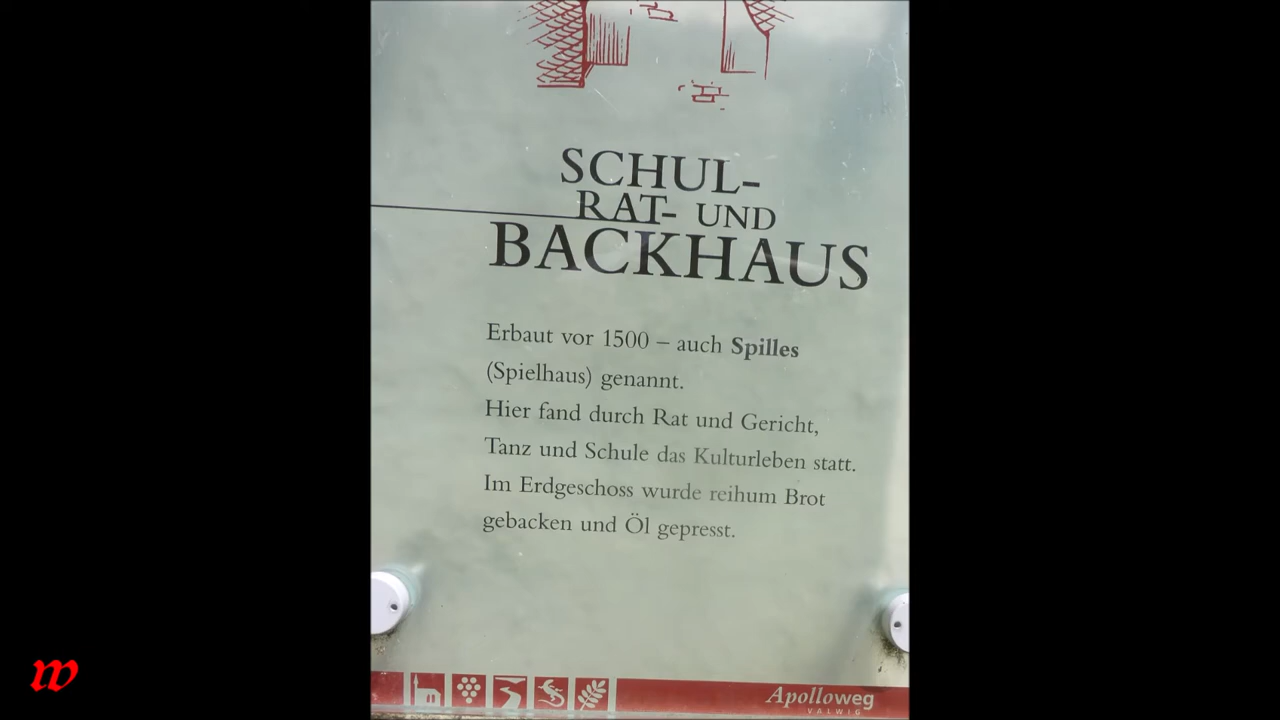 SCHUL-
RAT- UND
BACKHAUS
Erbaut vor 1500 – auch Spilles
(Spielhaus) genannt.
Hier fand durch Rat und Gericht,
Tanz und Schule das Kulturleben statt.
Im Erdgeschoss wurde reihum Brot
gebacken und Öl gepresst.
Apolloweg
VALWIG
w